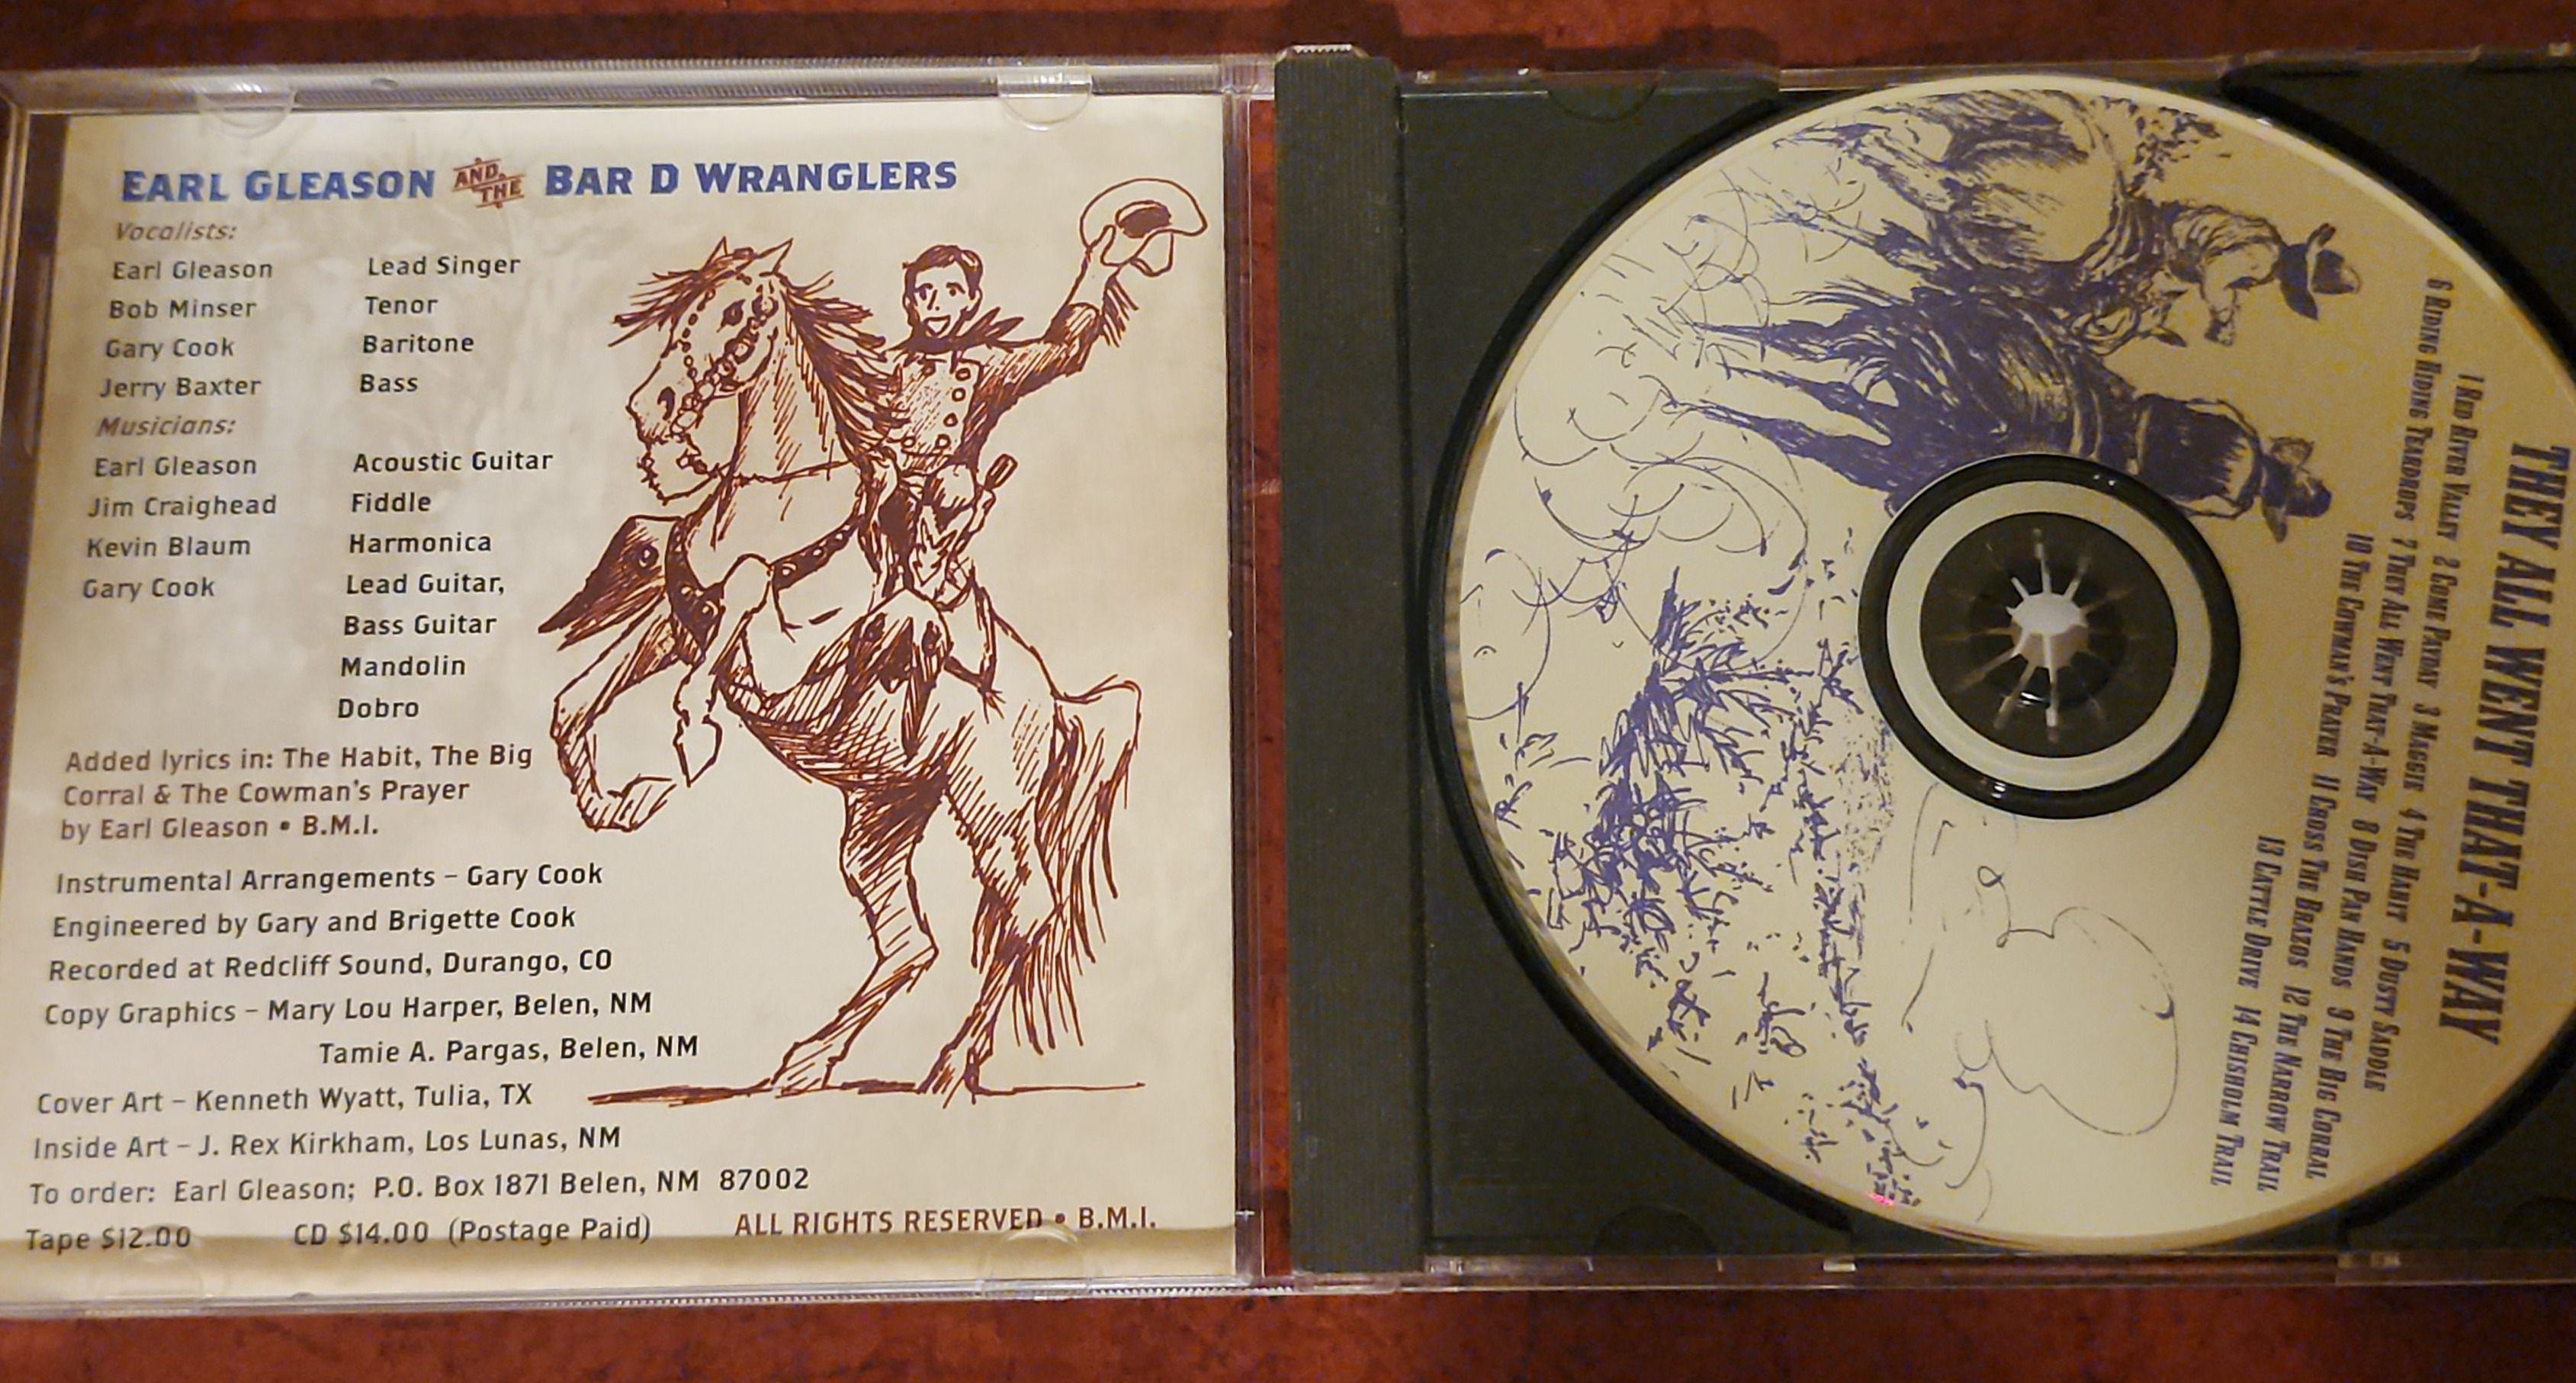 EARL GLEASON AND THE BAR D WRANGLERS
Vocalists:
Earl Gleason Lead Singer
Bob Minser Tenor
Gary Cook Baritone
Jerry Baxter Bass
Musicians:
Earl Gleason Acoustic Guitar
Jim Craighead Fiddle
Kevin Blaum Harmonica
Gary Cook Lead Guitar,
Bass Guitar
Mandolin
Dobro
Added lyrics in: The Habit, The Big
Corral & The Cowman's Prayer
by Earl Gleason • B.M.I.
Instrumental Arrangements – Gary Cook
Engineered by Gary and Brigette Cook
Recorded at Redcliff Sound, Durango, CO
Copy Graphics – Mary Lou Harper, Belen, NM
Tamie A. Pargas, Belen, NM
Cover Art – Kenneth Wyatt, Tulia, TX
Inside Art – J. Rex Kirkham, Los Lunas, NM
To order: Earl Gleason; P.O. Box 1871 Belen, NM 87002
Tape $12.00 CD $14.00 (Postage Paid) ALL RIGHTS RESERVED • B.M.I.
THEY ALL WENT THAT-A-WAY
1 RED RIVER VALLEY 2 COME PAYDAY 3 MAGGIE 4 THE HABIT 5 DUSTY SADDLE
6 RIDING HIDING TEARDROPS 7 THEY ALL WENT THAT-A-WAY 8 DISH PAN HANDS 9 THE BIG CORRAL
10 THE COWMAN'S PRAYER 11 CROSS THE BRAZOS 12 THE NARROW TRAIL
13 CATTLE DRIVE 14 CHISHOLM TRAIL